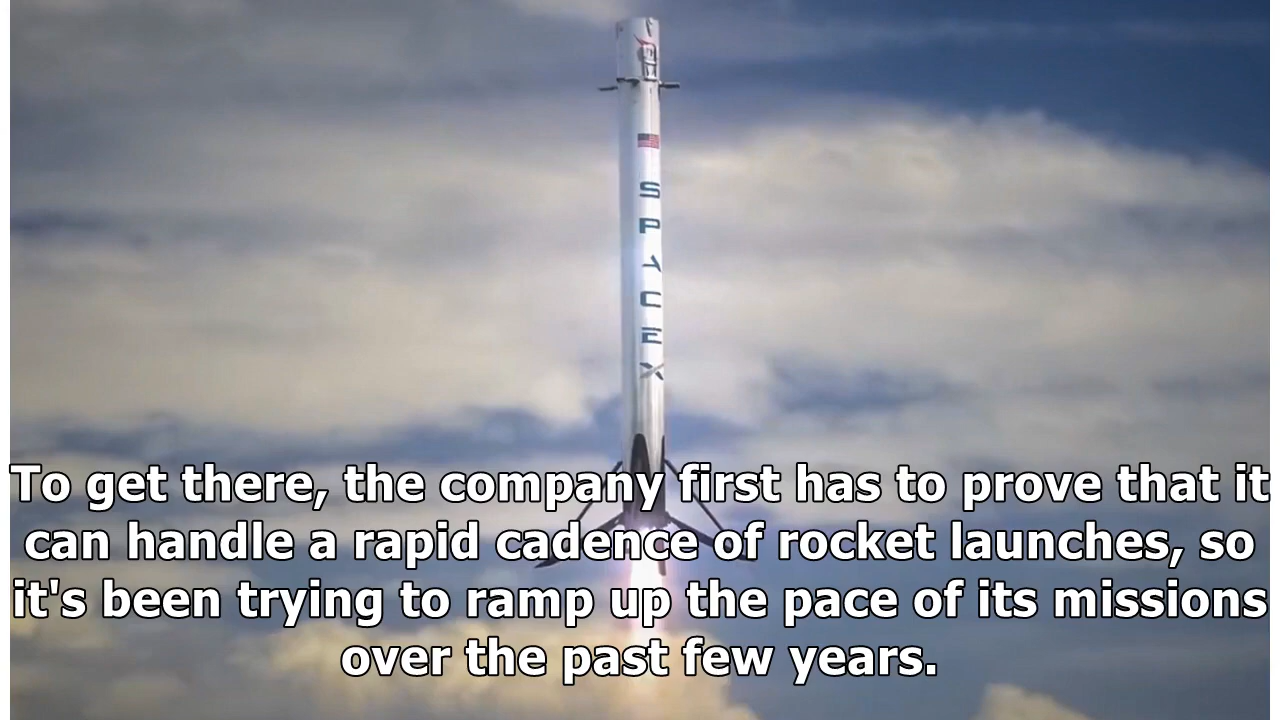 SPACEX
To get there, the company first has to prove that it
can handle a rapid cadence of rocket launches, so
it's been trying to ramp up the pace of its missions
over the past few years.